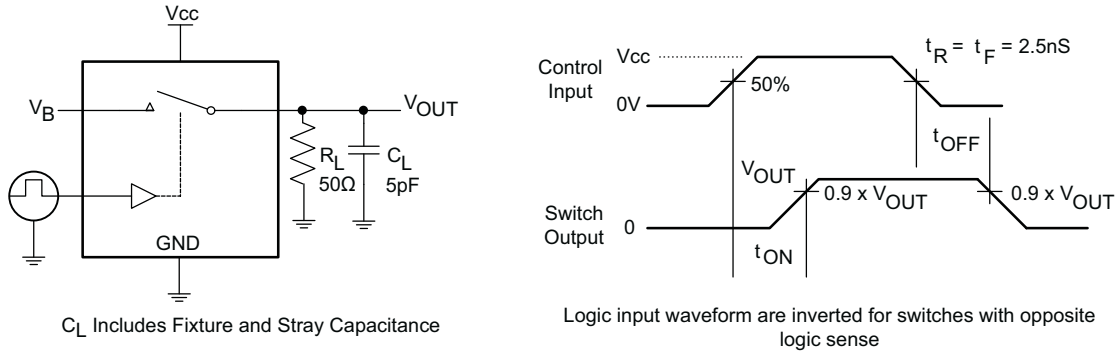 Vcc
V_B
V_OUT
R_L
50Ω
C_L
5pF
GND
C_L Includes Fixture and Stray Capacitance
Control
Input
Vcc
0V
50%
t_R = t_F = 2.5nS
t_OFF
Switch
Output
V_OUT
0
0.9 x V_OUT
0.9 x V_OUT
t_ON
Logic input waveform are inverted for switches with opposite
logic sense